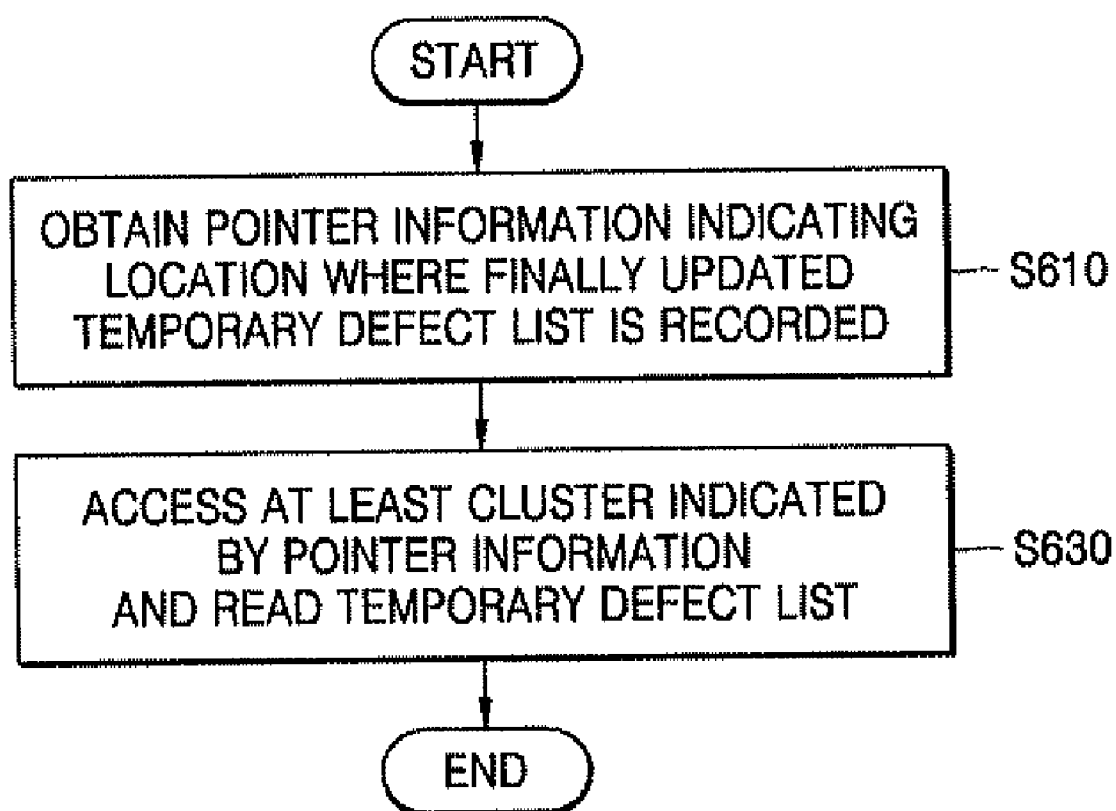 START
OBTAIN POINTER INFORMATION INDICATING
LOCATION WHERE FINALLY UPDATED
TEMPORARY DEFECT LIST IS RECORDED
S610
ACCESS AT LEAST CLUSTER INDICATED
BY POINTER INFORMATION
AND READ TEMPORARY DEFECT LIST
S630
END